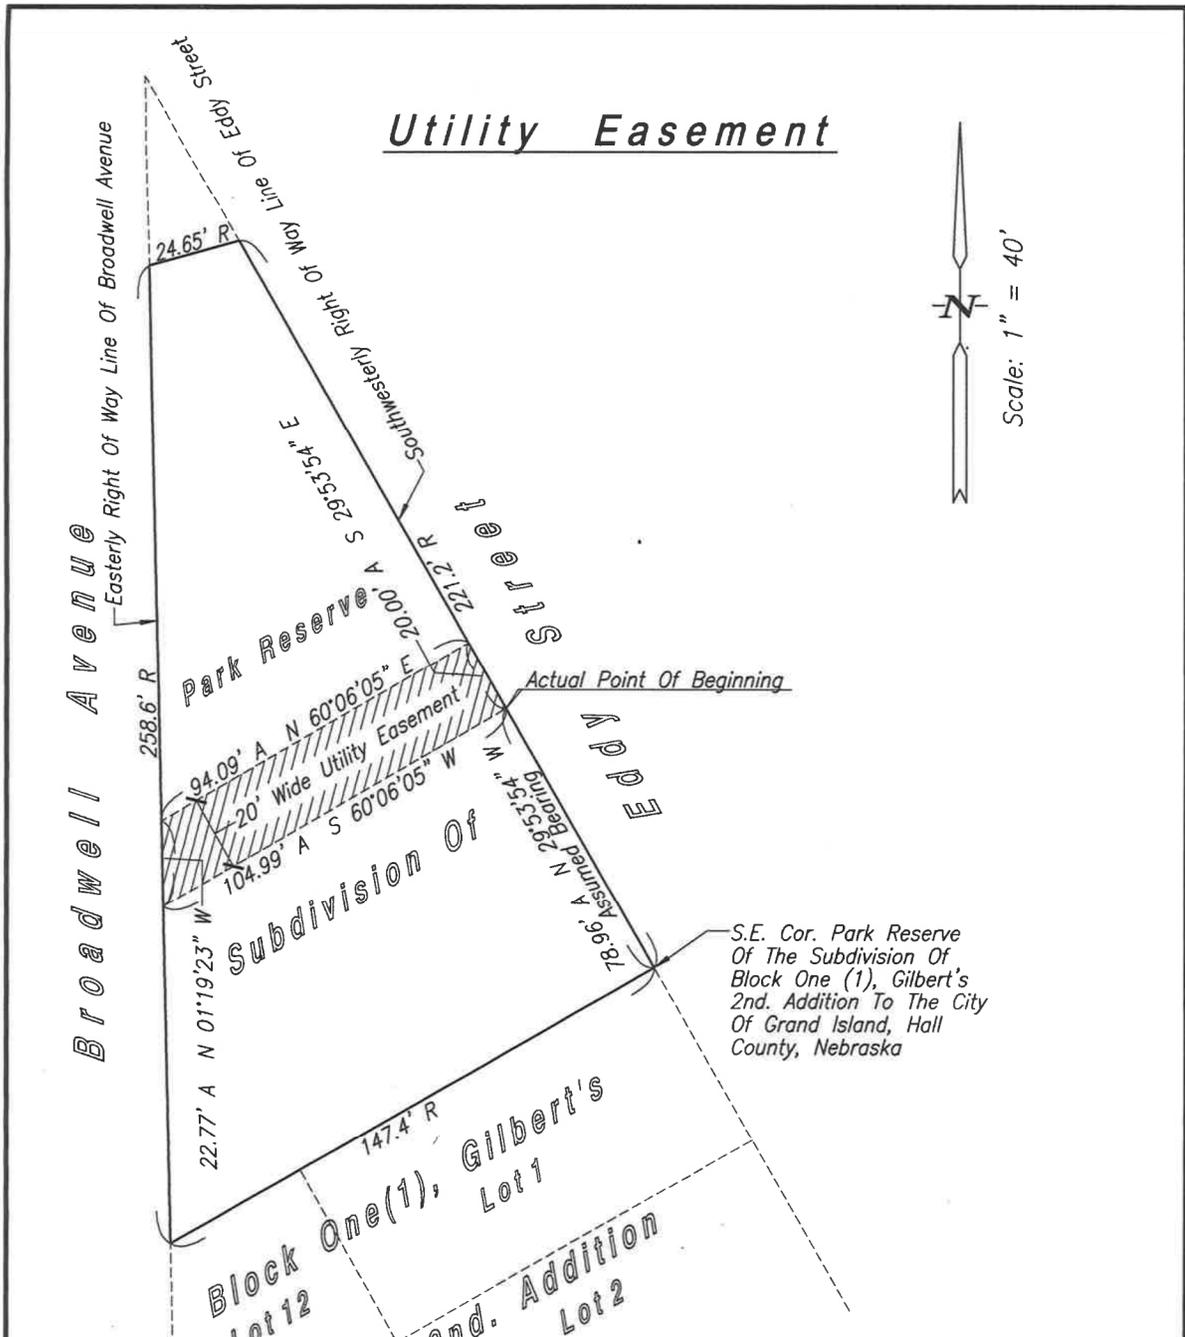 Utility Easement
Southwesterly Right Of Way Line Of Eddy Street
Easterly Right Of Way Line Of Broadwell Avenue
24.65' R
N
Scale: 1" = 40'
S 29°53'54" E
20.00' A
221.2' R
Eddy Street
Broadwell Avenue
258.6' R
Park Reserve
Actual Point Of Beginning
94.09' A N 60°06'05" E
20' Wide Utility Easement
104.99' A S 60°06'05" W
78.96' A N 29°53'54" W
Assumed Bearing
Subdivision Of
22.77' A N 01°19'23" W
S.E. Cor. Park Reserve
Of The Subdivision Of
Block One (1), Gilbert's
2nd. Addition To The City
Of Grand Island, Hall
County, Nebraska
147.4' R
Block One(1), Gilbert's
Lot 1
Lot 12
2nd. Addition
Lot 2